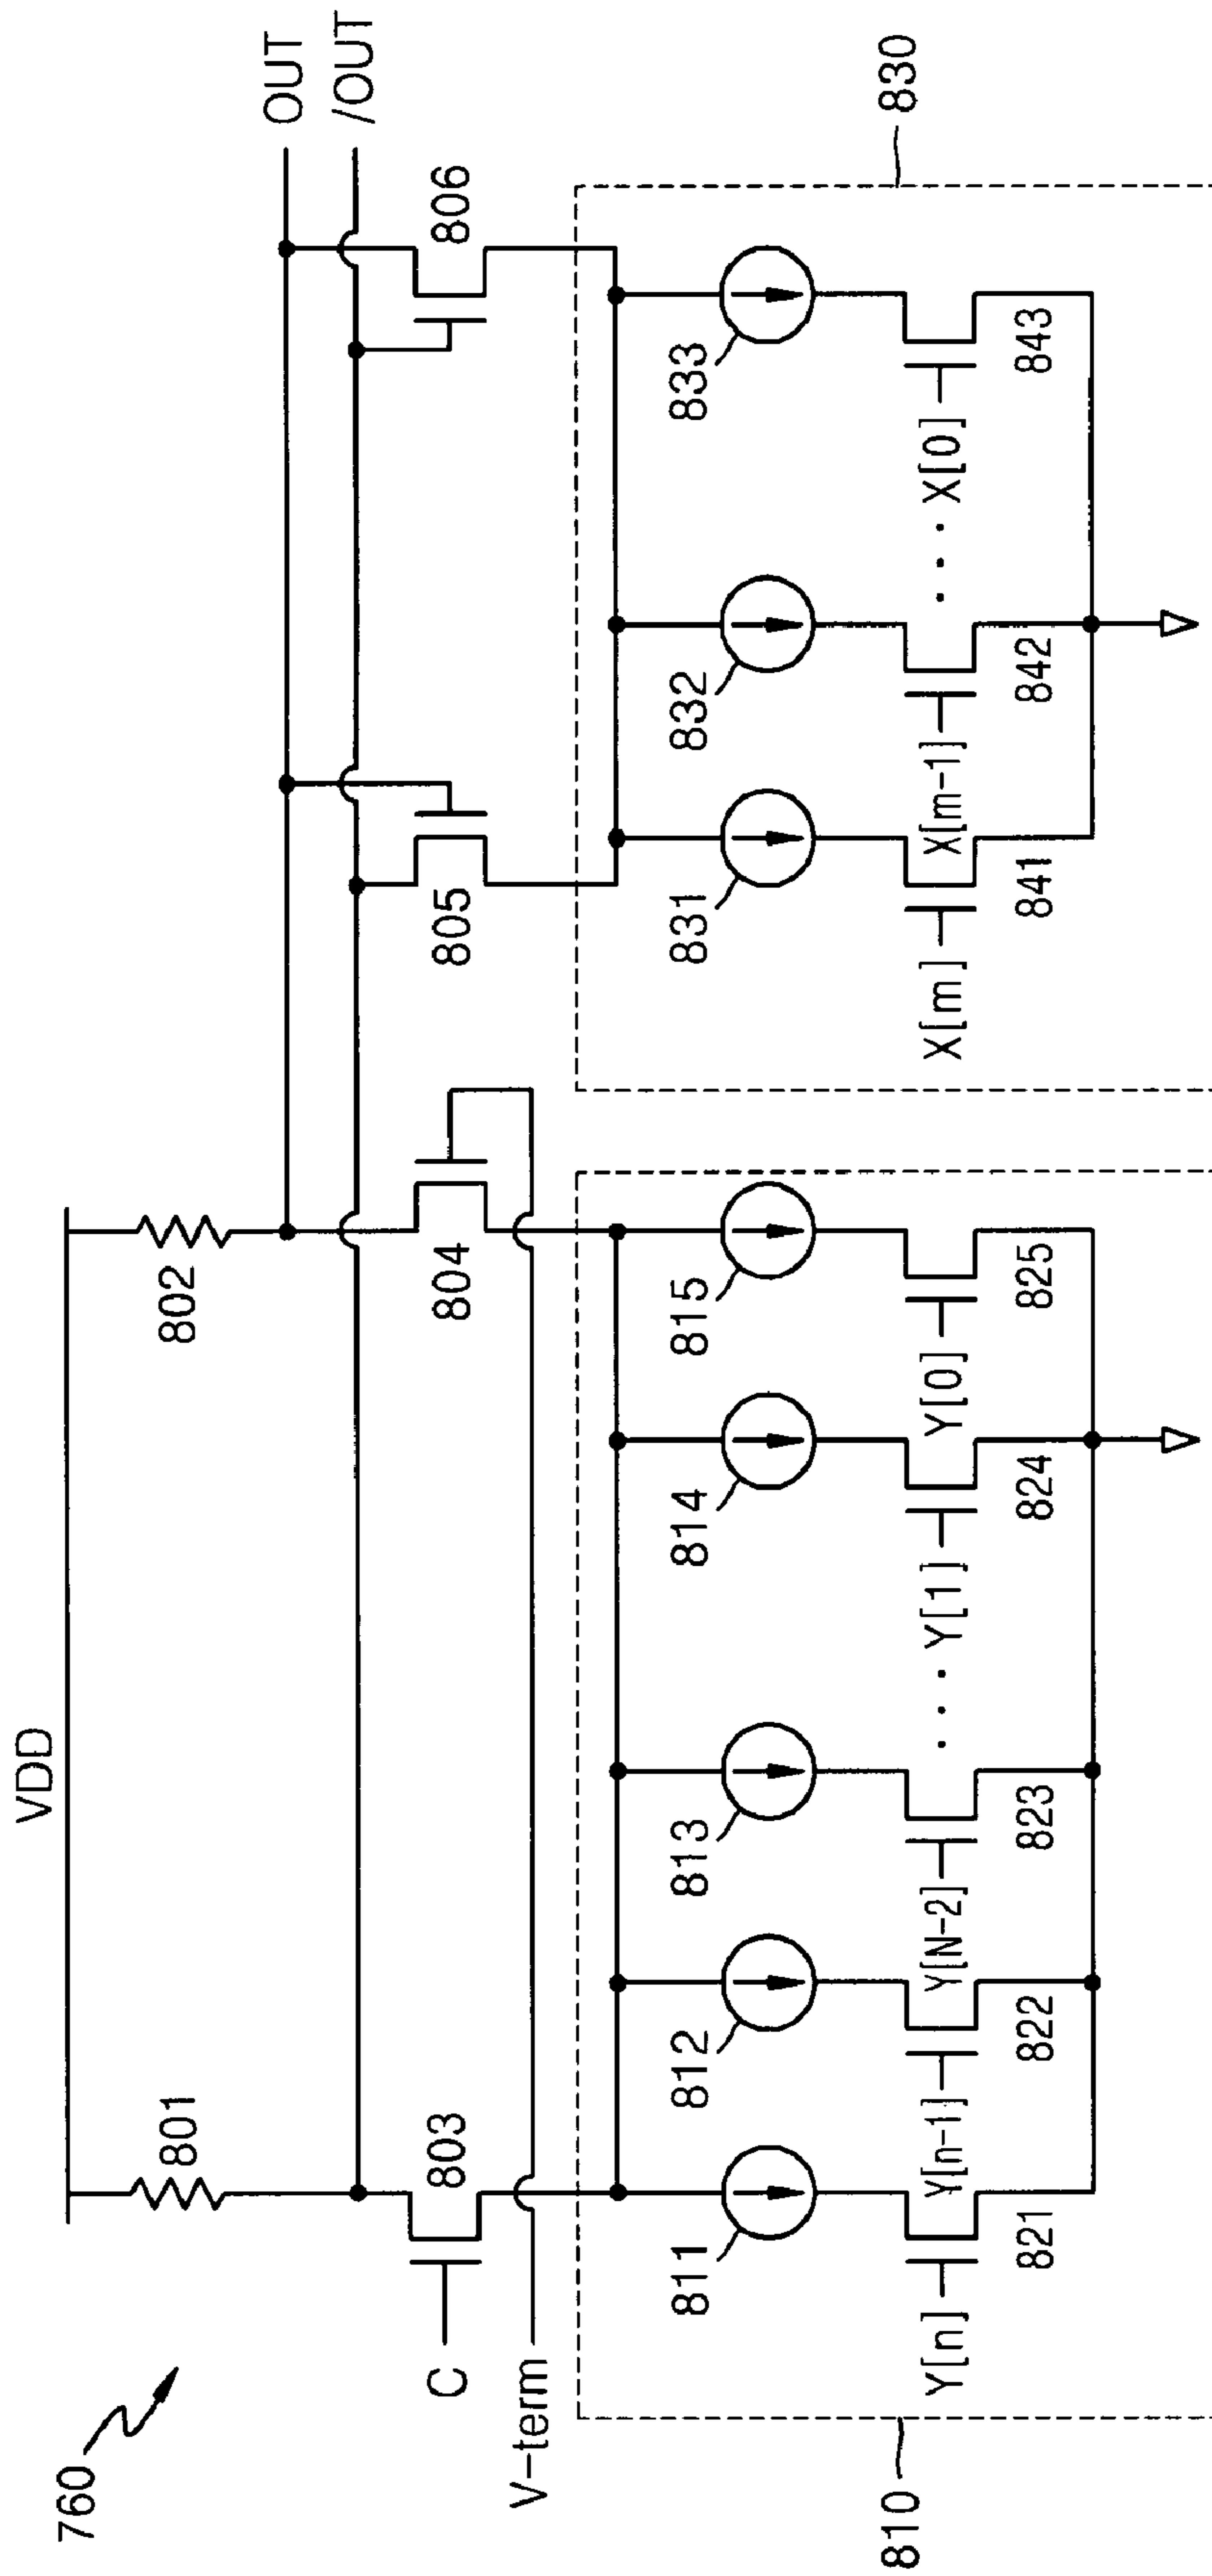 760
VDD
801
802
OUT
/OUT
C
803
804
805
806
V-term
810
830
811
812
813
814
815
831
832
833
Y[n]
Y[n-1]
Y[N-2]
· · · Y[1]
Y[0]
X[m]
X[m-1]
· · · X[0]
821
822
823
824
825
841
842
843